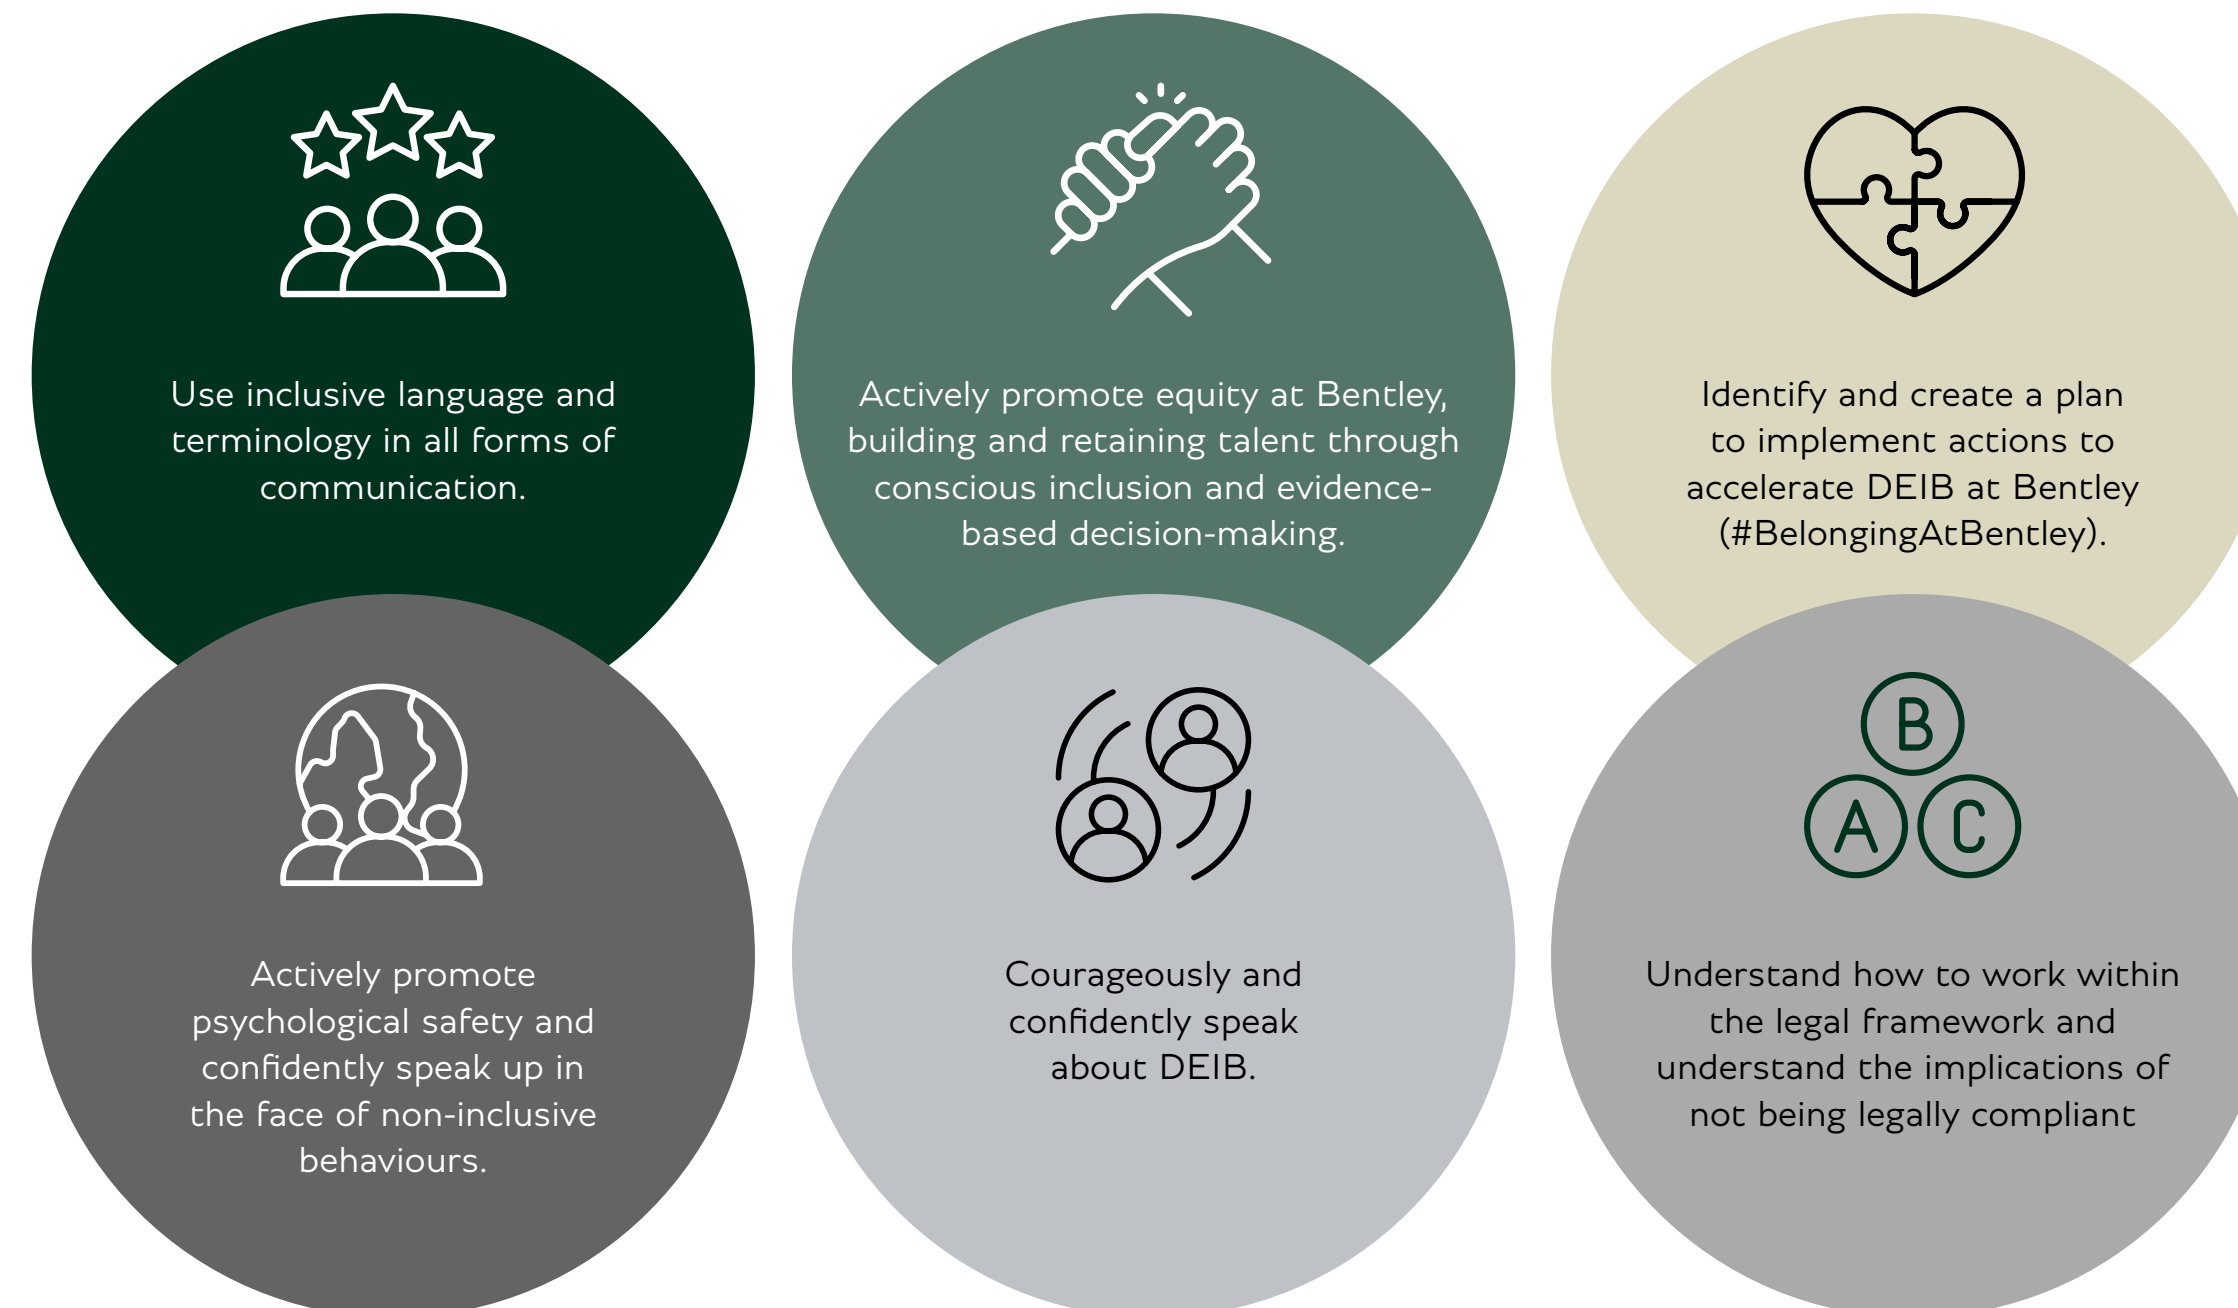 Use inclusive language and
terminology in all forms of
communication.
Actively promote equity at Bentley,
building and retaining talent through
conscious inclusion and evidence-
based decision-making.
Identify and create a plan
to implement actions to
accelerate DEIB at Bentley
(#BelongingAtBentley).
Actively promote
psychological safety and
confidently speak up in
the face of non-inclusive
behaviours.
Courageously and
confidently speak
about DEIB.
B
A C
Understand how to work within
the legal framework and
understand the implications of
not being legally compliant